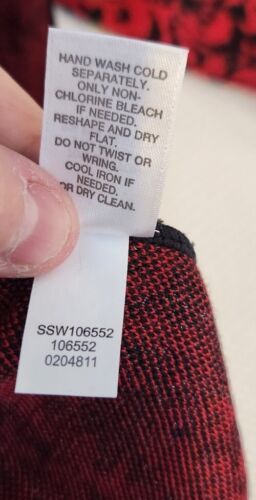 HAND WASH COLD
SEPARATELY.
ONLY NON-
CHLORINE BLEACH
IF NEEDED.
RESHAPE AND DRY
FLAT.
DO NOT TWIST OR
WRING.
COOL IRON IF
NEEDED.
OR DRY CLEAN.
SSW106552
106552
0204811